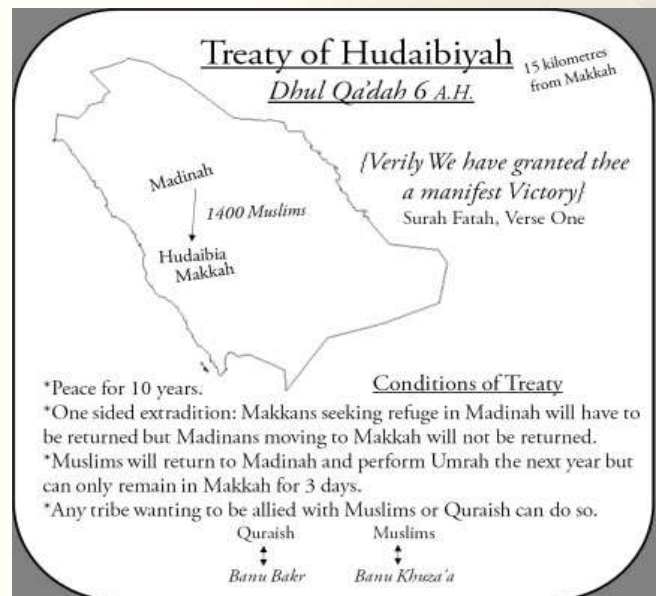 Treaty of Hudaibiyah
Dhul Qa'dah 6 A.H.
15 kilometres
from Makkah
{Verily We have granted thee
a manifest Victory}
Surah Fatah, Verse One
Madinah
1400 Muslims
Hudaibia
Makkah
Conditions of Treaty
*Peace for 10 years.
*One sided extradition: Makkans seeking refuge in Madinah will have to
be returned but Madinans moving to Makkah will not be returned.
*Muslims will return to Madinah and perform Umrah the next year but
can only remain in Makkah for 3 days.
*Any tribe wanting to be allied with Muslims or Quraish can do so.
Quraish Muslims
Banu Bakr Banu Khuza'a